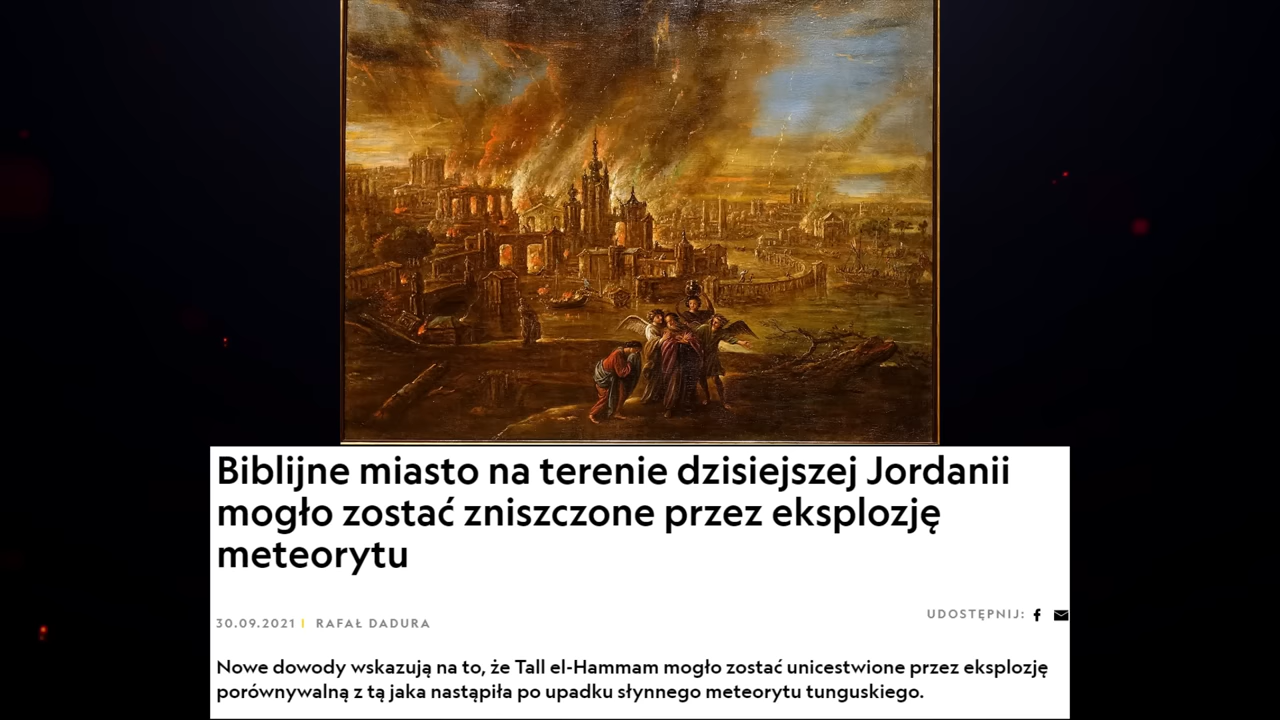 Biblijne miasto na terenie dzisiejszej Jordanii
mogło zostać zniszczone przez eksplozję
meteorytu
30.09.2021 | RAFAŁ DADURA
UDOSTĘPNIJ:
Nowe dowody wskazują na to, że Tall el-Hammam mogło zostać unicestwione przez eksplozję
porównywalną z tą jaka nastąpiła po upadku słynnego meteorytu tunguskiego.